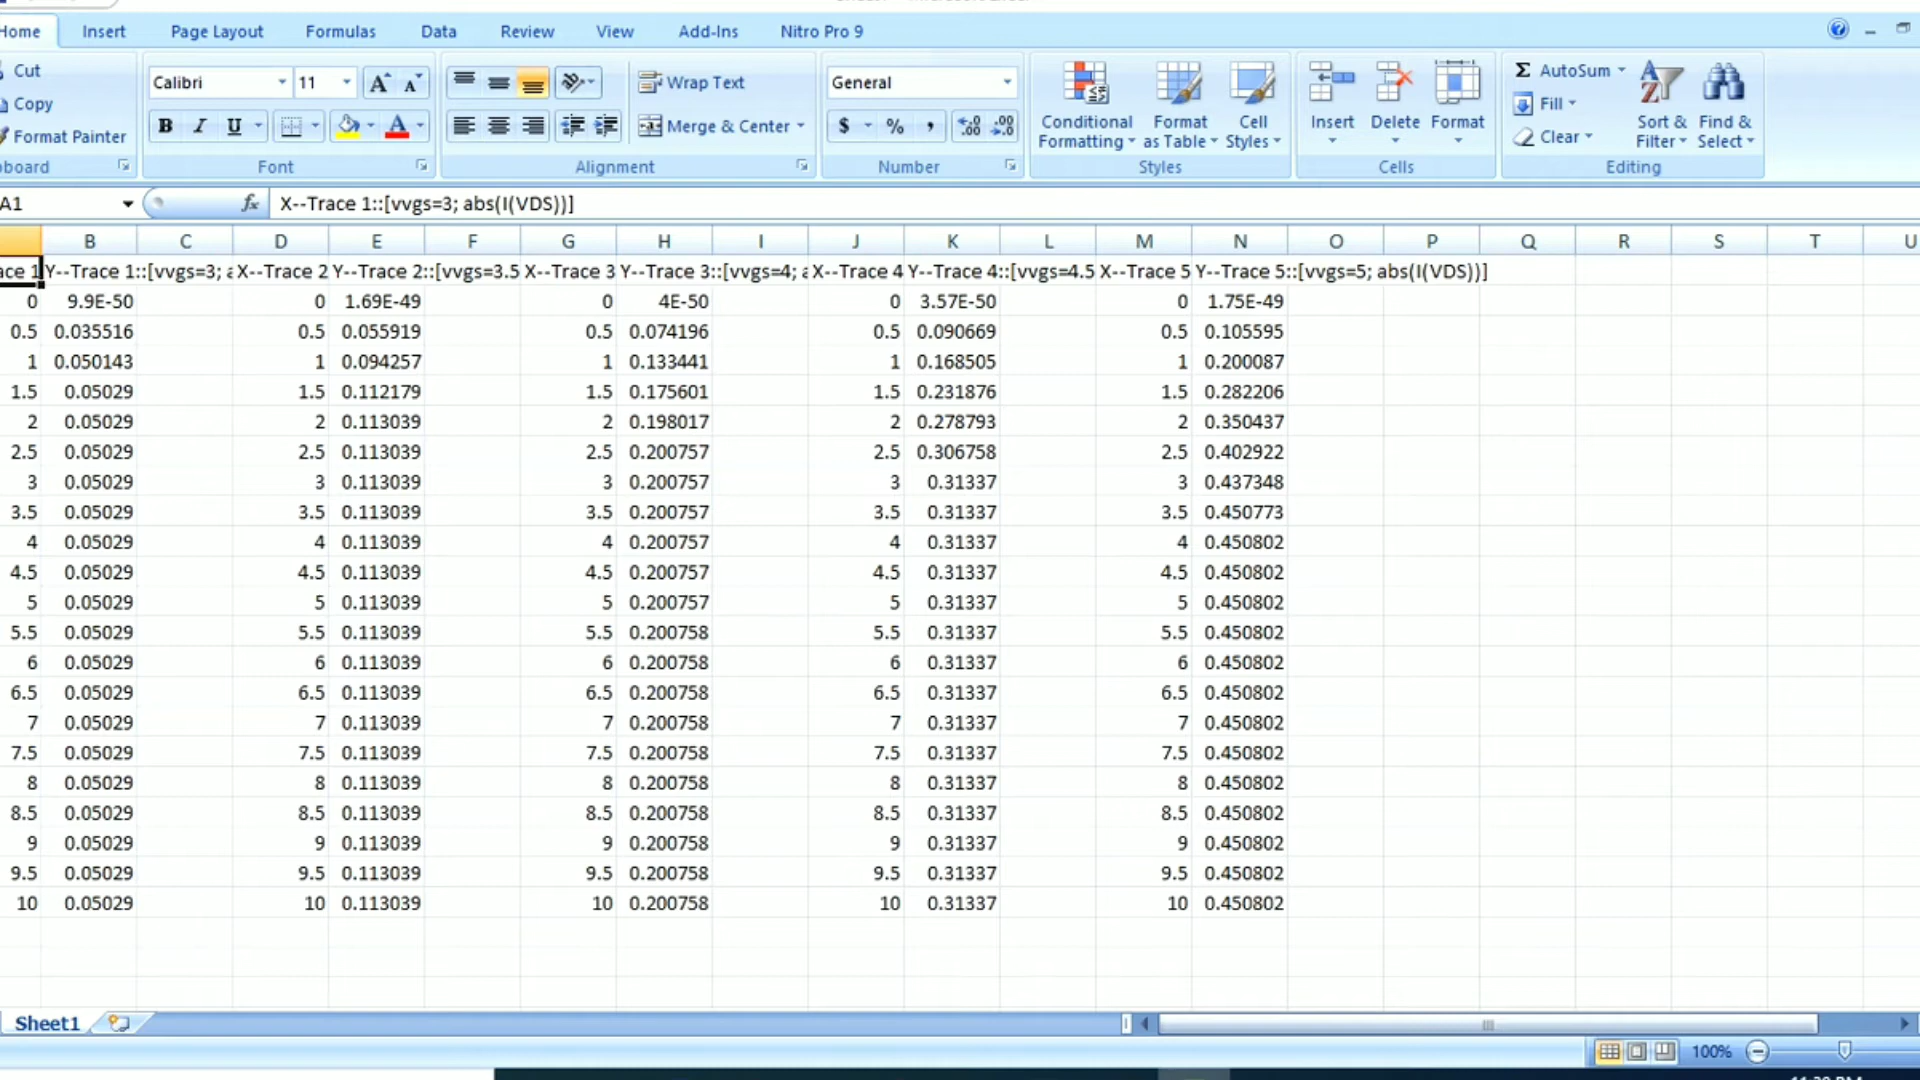 Home Insert Page Layout Formulas Data Review View Add-Ins Nitro Pro 9
Cut
Copy
Format Painter
Calibri 11
B I U
Font
Wrap Text
Merge & Center
Alignment
General
$ % ,
Number
Conditional Formatting
Format as Table
Cell Styles
Styles
Insert Delete Format
Cells
Σ AutoSum
Fill
Clear
Sort & Filter
Find & Select
Editing
A1 fx X--Trace 1::[vvgs=3; abs(I(VDS))]
B C D E F G H I J K L M N O P Q R S T U
ace 1 Y--Trace 1::[vvgs=3; a X--Trace 2 Y--Trace 2::[vvgs=3.5 X--Trace 3 Y--Trace 3::[vvgs=4; a X--Trace 4 Y--Trace 4::[vvgs=4.5 X--Trace 5 Y--Trace 5::[vvgs=5; abs(I(VDS))]
0 9.9E-50 0 1.69E-49 0 4E-50 0 3.57E-50 0 1.75E-49
0.5 0.035516 0.5 0.055919 0.5 0.074196 0.5 0.090669 0.5 0.105595
1 0.050143 1 0.094257 1 0.133441 1 0.168505 1 0.200087
1.5 0.05029 1.5 0.112179 1.5 0.175601 1.5 0.231876 1.5 0.282206
2 0.05029 2 0.113039 2 0.198017 2 0.278793 2 0.350437
2.5 0.05029 2.5 0.113039 2.5 0.200757 2.5 0.306758 2.5 0.402922
3 0.05029 3 0.113039 3 0.200757 3 0.31337 3 0.437348
3.5 0.05029 3.5 0.113039 3.5 0.200757 3.5 0.31337 3.5 0.450773
4 0.05029 4 0.113039 4 0.200757 4 0.31337 4 0.450802
4.5 0.05029 4.5 0.113039 4.5 0.200757 4.5 0.31337 4.5 0.450802
5 0.05029 5 0.113039 5 0.200757 5 0.31337 5 0.450802
5.5 0.05029 5.5 0.113039 5.5 0.200758 5.5 0.31337 5.5 0.450802
6 0.05029 6 0.113039 6 0.200758 6 0.31337 6 0.450802
6.5 0.05029 6.5 0.113039 6.5 0.200758 6.5 0.31337 6.5 0.450802
7 0.05029 7 0.113039 7 0.200758 7 0.31337 7 0.450802
7.5 0.05029 7.5 0.113039 7.5 0.200758 7.5 0.31337 7.5 0.450802
8 0.05029 8 0.113039 8 0.200758 8 0.31337 8 0.450802
8.5 0.05029 8.5 0.113039 8.5 0.200758 8.5 0.31337 8.5 0.450802
9 0.05029 9 0.113039 9 0.200758 9 0.31337 9 0.450802
9.5 0.05029 9.5 0.113039 9.5 0.200758 9.5 0.31337 9.5 0.450802
10 0.05029 10 0.113039 10 0.200758 10 0.31337 10 0.450802
Sheet1
100%